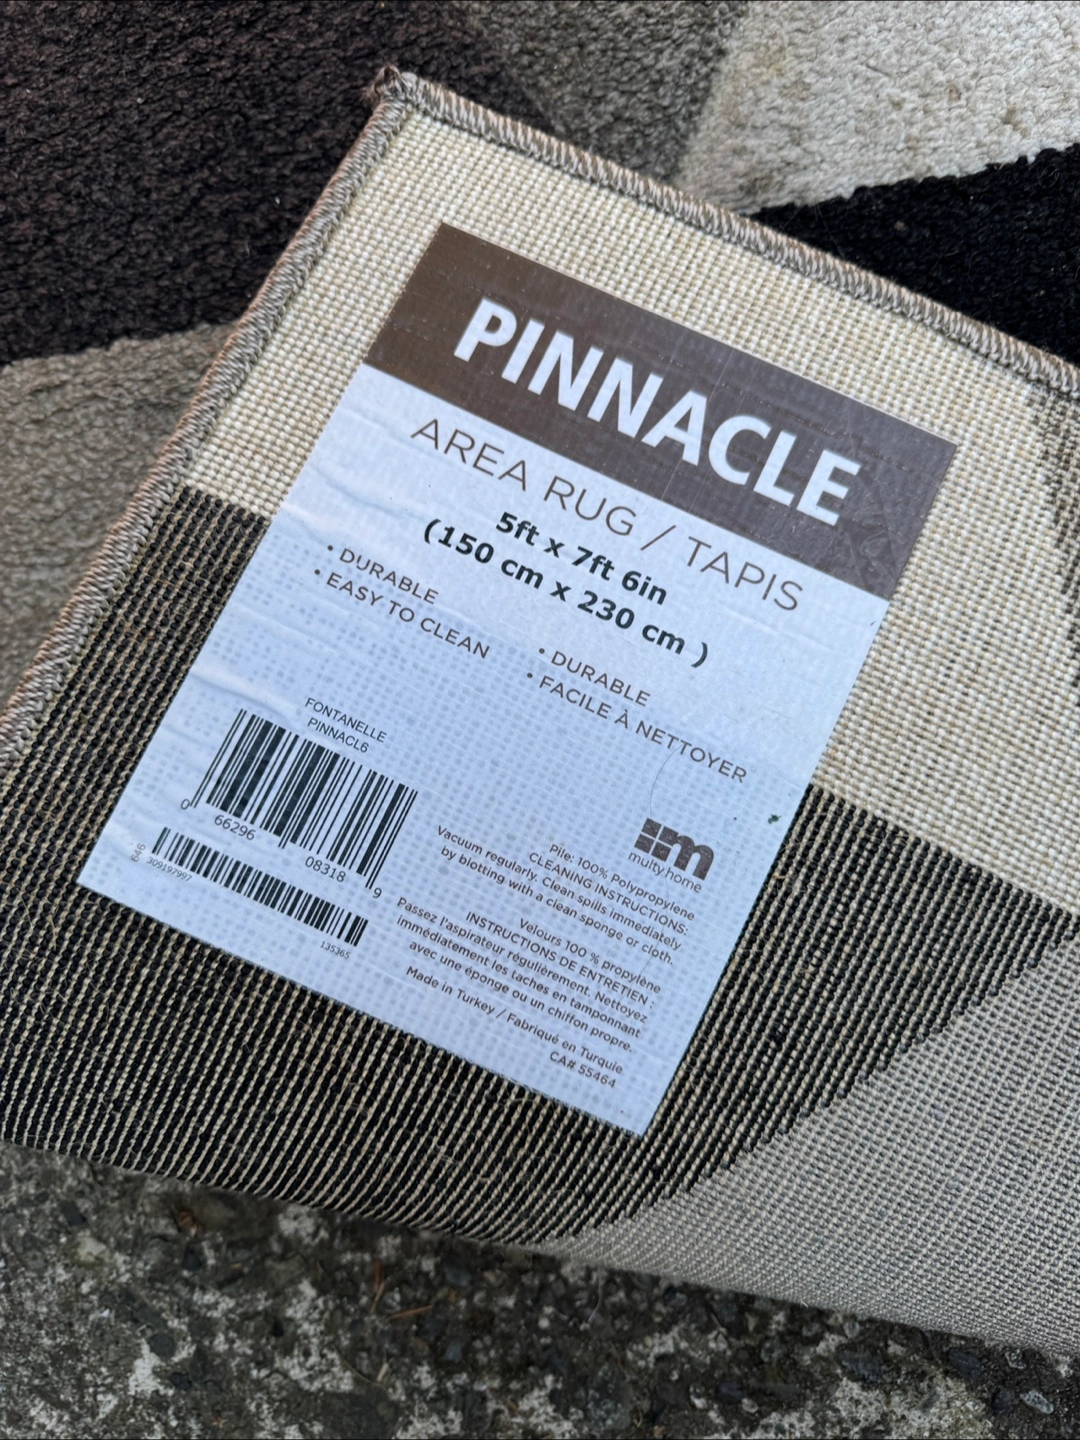 PINNACLE
AREA RUG / TAPIS
5ft x 7ft 6in
(150 cm x 230 cm )
• DURABLE
• EASY TO CLEAN
• DURABLE
• FACILE À NETTOYER
FONTANELLE
PINNACL6
0 66296 08318 9
646
309197997
135365
multy home
Pile: 100% Polypropylene
CLEANING INSTRUCTIONS:
Vacuum regularly. Clean spills immediately
by blotting with a clean sponge or cloth.
Velours 100 % propylène
INSTRUCTIONS DE ENTRETIEN :
Passez l'aspirateur régulièrement. Nettoyez
immédiatement les taches en tamponnant
avec une éponge ou un chiffon propre.
Made in Turkey / Fabriqué en Turquie
CA# 55464